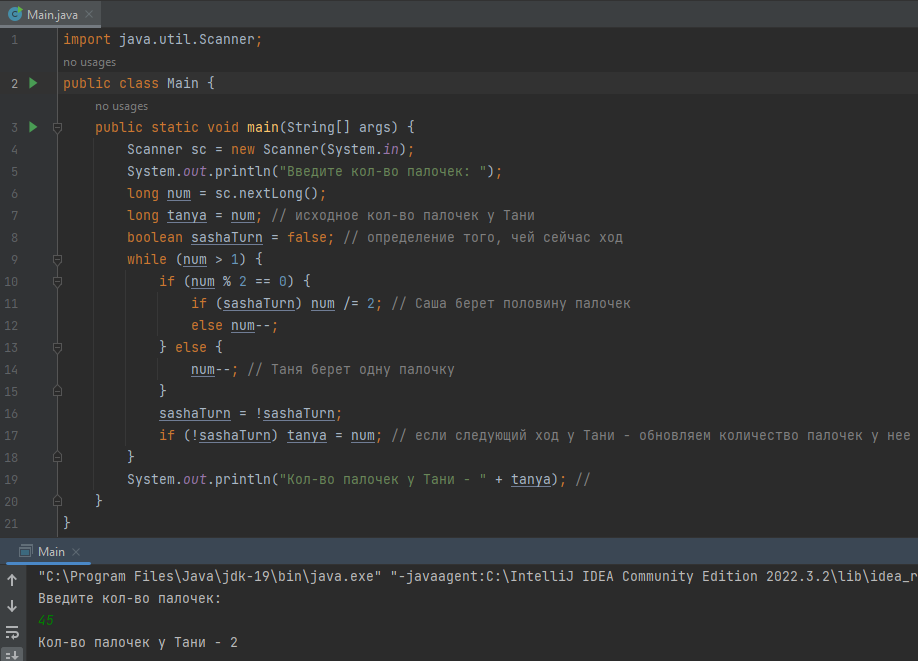 Main.java
1 import java.util.Scanner;
no usages
2 public class Main {
no usages
3 public static void main(String[] args) {
4 Scanner sc = new Scanner(System.in);
5 System.out.println("Введите кол-во палочек: ");
6 long num = sc.nextLong();
7 long tanya = num; // исходное кол-во палочек у Тани
8 boolean sashaTurn = false; // определение того, чей сейчас ход
9 while (num > 1) {
10 if (num % 2 == 0) {
11 if (sashaTurn) num /= 2; // Саша берет половину палочек
12 else num--;
13 } else {
14 num--; // Таня берет одну палочку
15 }
16 sashaTurn = !sashaTurn;
17 if (!sashaTurn) tanya = num; // если следующий ход у Тани - обновляем количество палочек у нее
18 }
19 System.out.println("Кол-во палочек у Тани - " + tanya); //
20 }
21 }
Main
"C:\Program Files\Java\jdk-19\bin\java.exe" "-javaagent:C:\IntelliJ IDEA Community Edition 2022.3.2\lib\idea_r
Введите кол-во палочек:
45
Кол-во палочек у Тани - 2